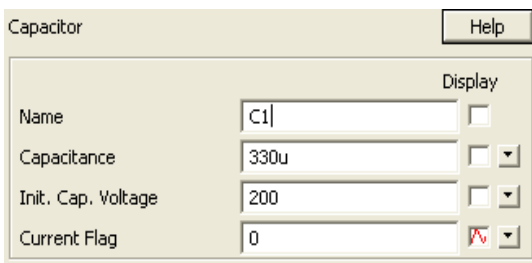 Capacitor Help
Display
Name C1
Capacitance 330u
Init. Cap. Voltage 200
Current Flag 0